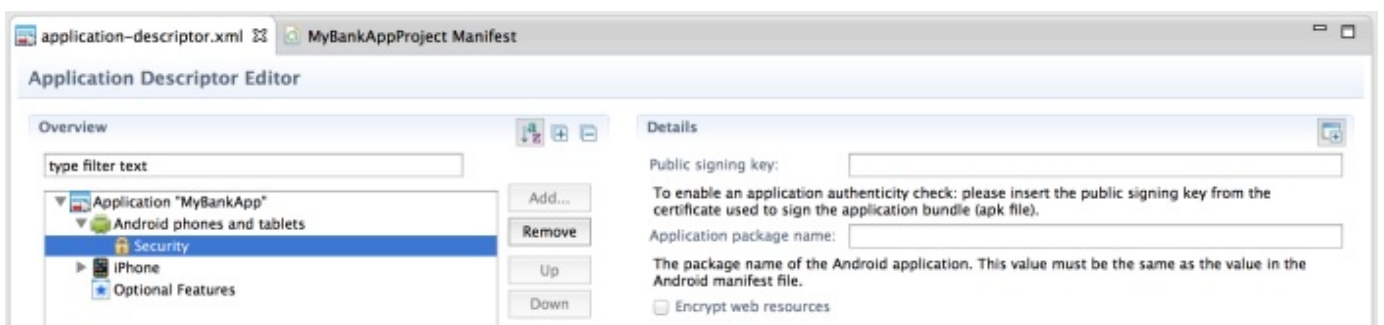 application-descriptor.xml
MyBankAppProject Manifest
Application Descriptor Editor
Overview
type filter text
Application "MyBankApp"
Android phones and tablets
Security
iPhone
Optional Features
Add...
Remove
Up
Down
Details
Public signing key:
To enable an application authenticity check: please insert the public signing key from the
certificate used to sign the application bundle (apk file).
Application package name:
The package name of the Android application. This value must be the same as the value in the
Android manifest file.
Encrypt web resources